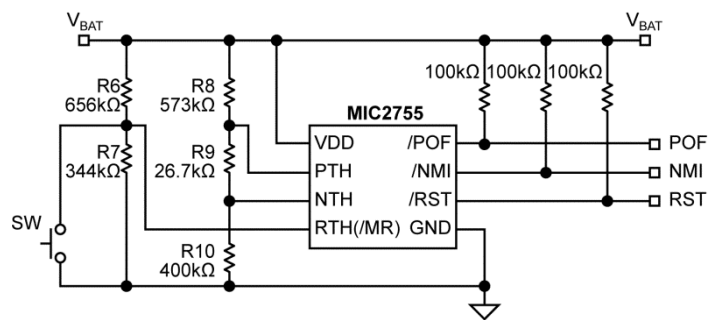 VBAT VBAT
R6
656kΩ
R8
573kΩ
100kΩ 100kΩ 100kΩ
MIC2755
VDD /POF POF
R7
344kΩ
R9
26.7kΩ
PTH /NMI NMI
NTH /RST RST
SW
RTH(/MR) GND
R10
400kΩ